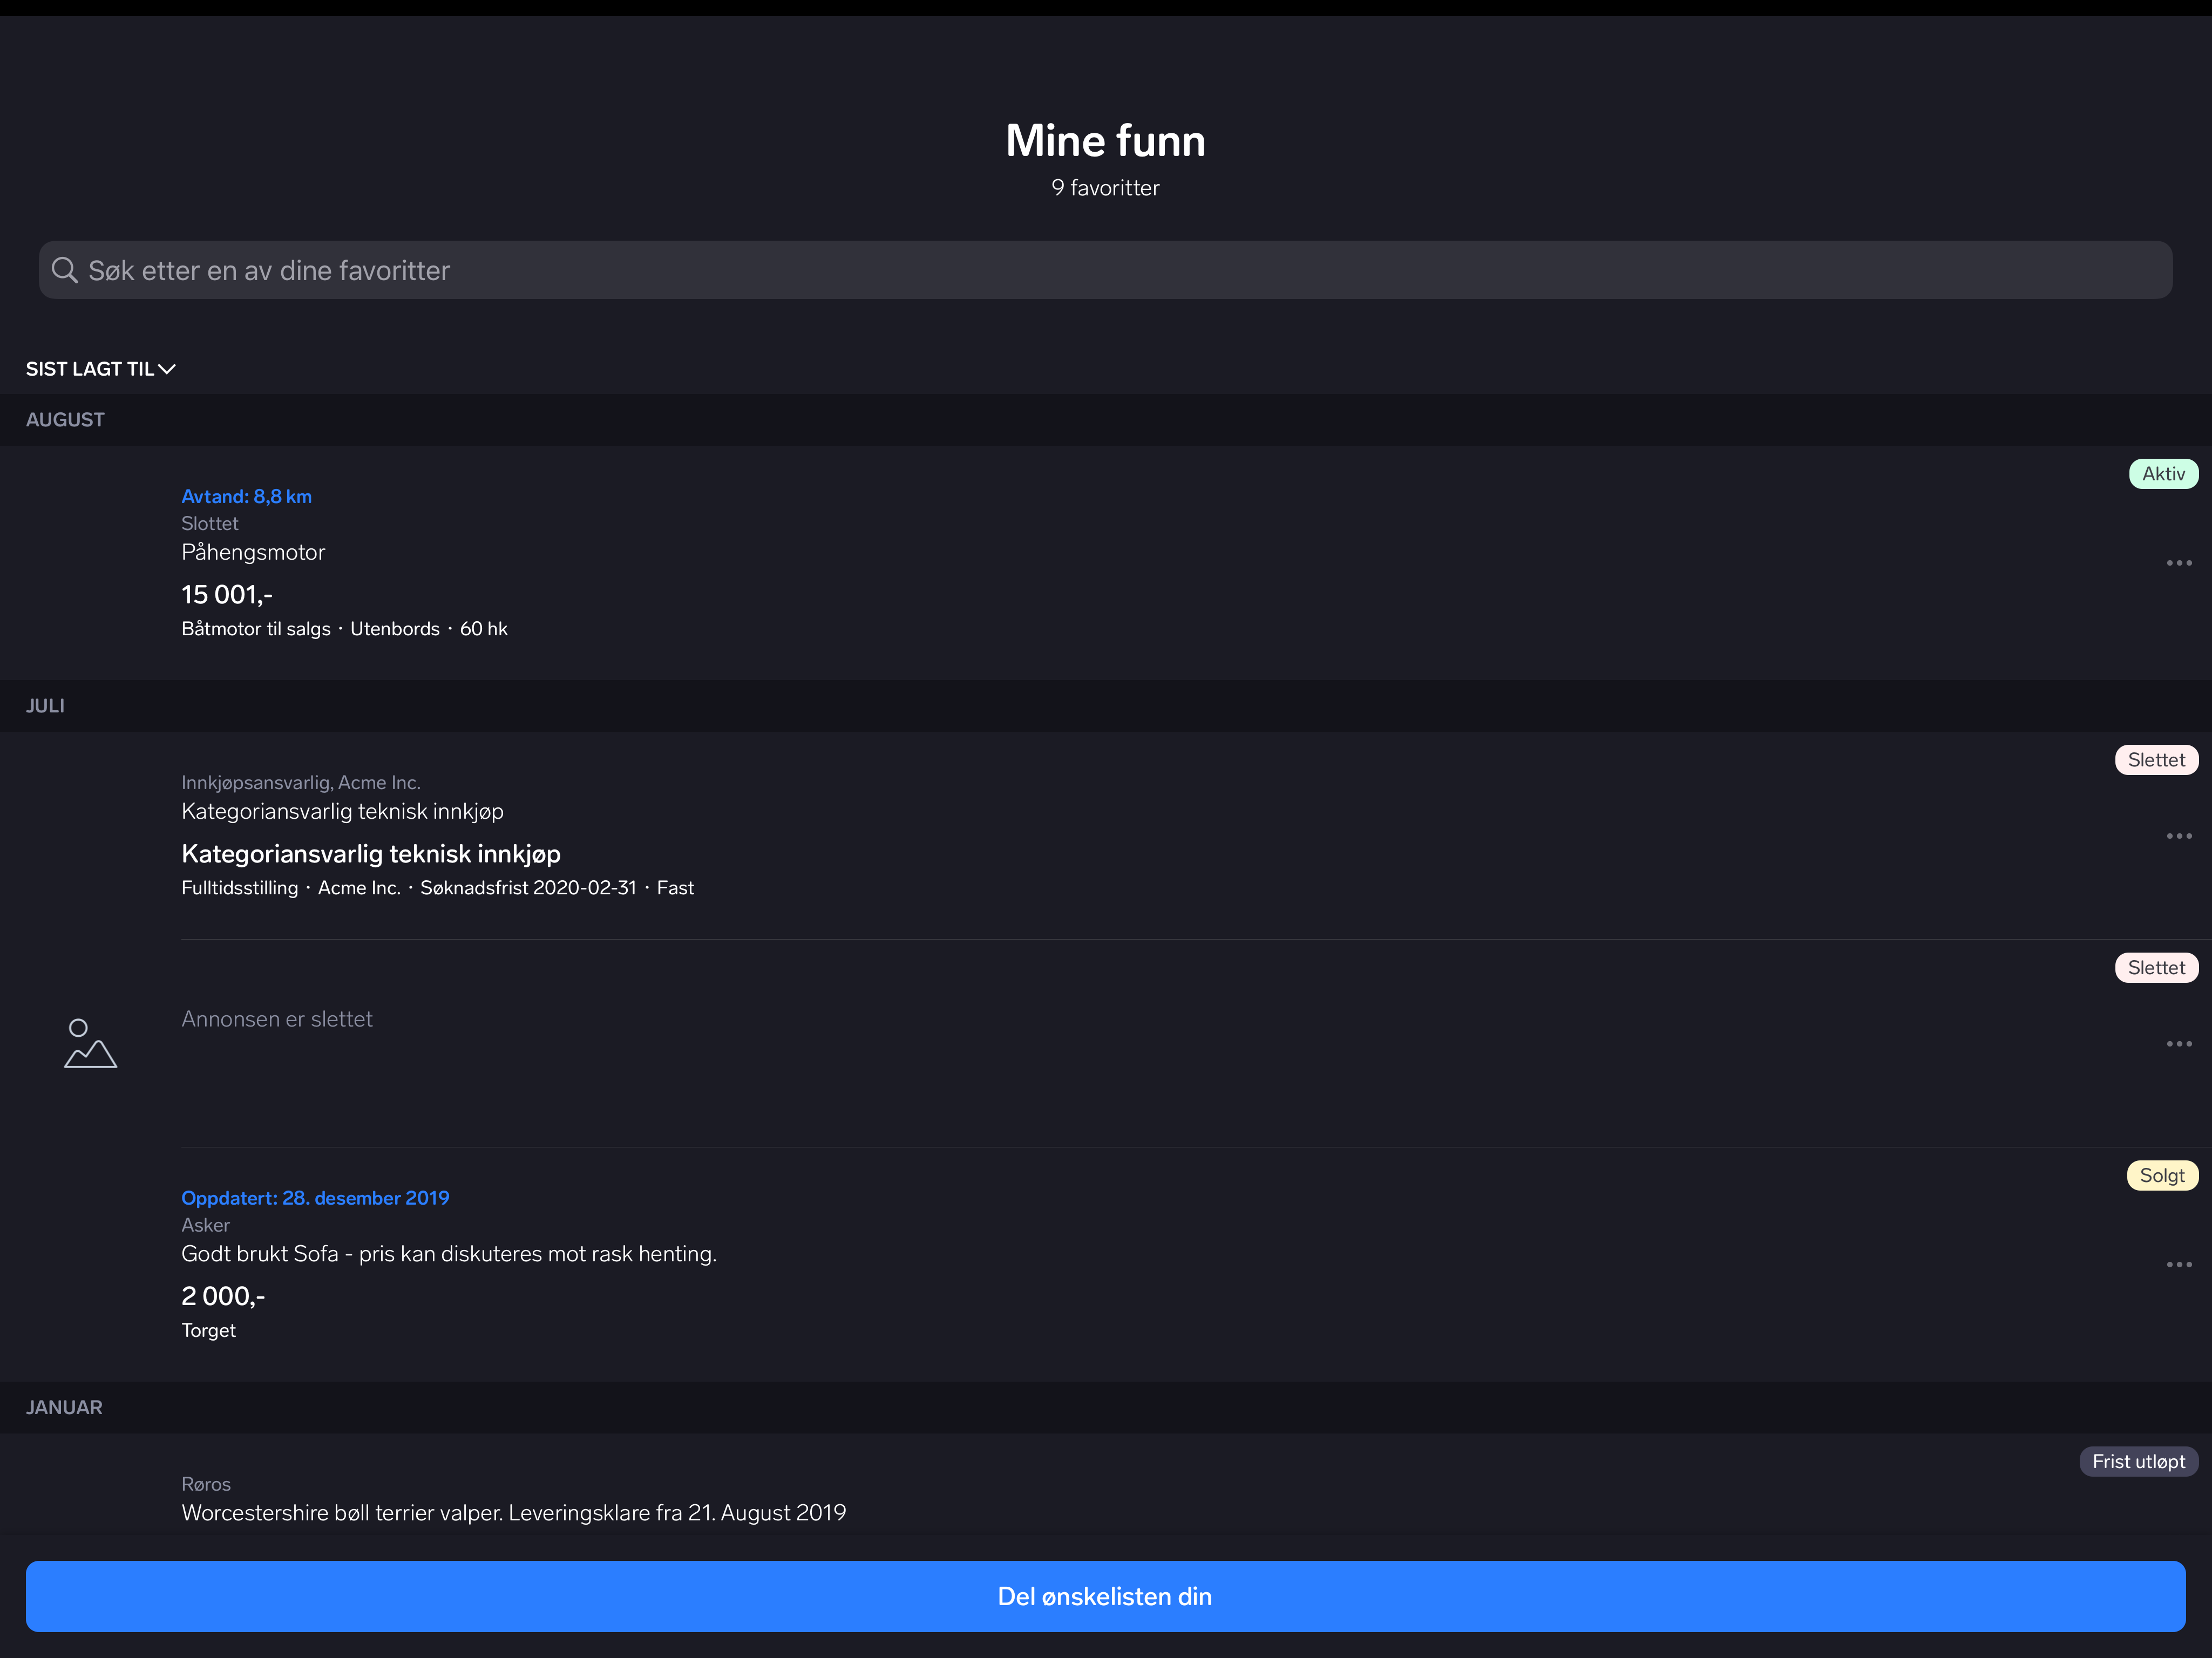 Mine funn
9 favoritter
Søk etter en av dine favoritter
SIST LAGT TIL
AUGUST
Aktiv
Avtand: 8,8 km
Slottet
Påhengsmotor
15 001,-
Båtmotor til salgs · Utenbords · 60 hk
JULI
Slettet
Innkjøpsansvarlig, Acme Inc.
Kategoriansvarlig teknisk innkjøp
Kategoriansvarlig teknisk innkjøp
Fulltidsstilling · Acme Inc. · Søknadsfrist 2020-02-31 · Fast
Slettet
Annonsen er slettet
Solgt
Oppdatert: 28. desember 2019
Asker
Godt brukt Sofa - pris kan diskuteres mot rask henting.
2 000,-
Torget
JANUAR
Frist utløpt
Røros
Worcestershire bøll terrier valper. Leveringsklare fra 21. August 2019
Del ønskelisten din